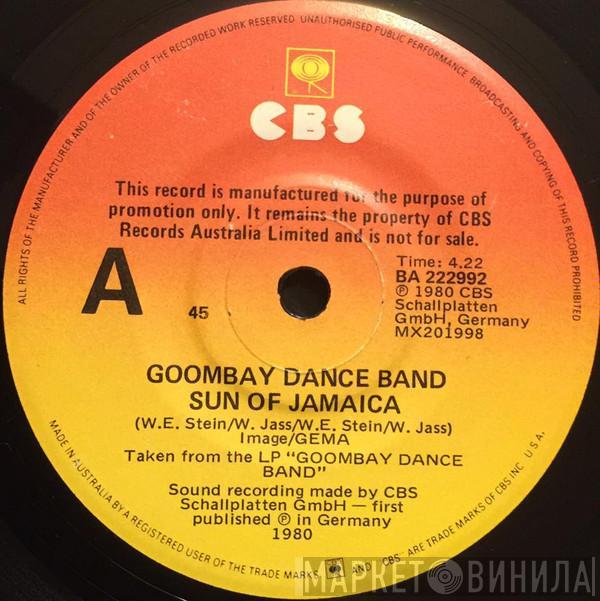 ALL RIGHTS OF THE MANUFACTURER AND OF THE OWNER OF THE RECORDED WORK RESERVED UNAUTHORISED PUBLIC PERFORMANCE BROADCASTING AND COPYING OF THIS RECORD PROHIBITED
CBS
This record is manufactured for the purpose of
promotion only. It remains the property of CBS
Records Australia Limited and is not for sale.
A
45
Time: 4.22
BA 222992
℗ 1980 CBS
Schallplatten
GmbH, Germany
MX201998
GOOMBAY DANCE BAND
SUN OF JAMAICA
(W.E. Stein/W. Jass/W.E. Stein/W. Jass)
Image/GEMA
Taken from the LP "GOOMBAY DANCE
BAND"
Sound recording made by CBS
Schallplatten GmbH — first
published ℗ in Germany
1980
MADE IN AUSTRALIA BY A REGISTERED USER OF THE TRADE MARKS AND "CBS" ARE TRADE MARKS OF CBS INC U.S.A.
МАРКЕТ ВИНИЛА